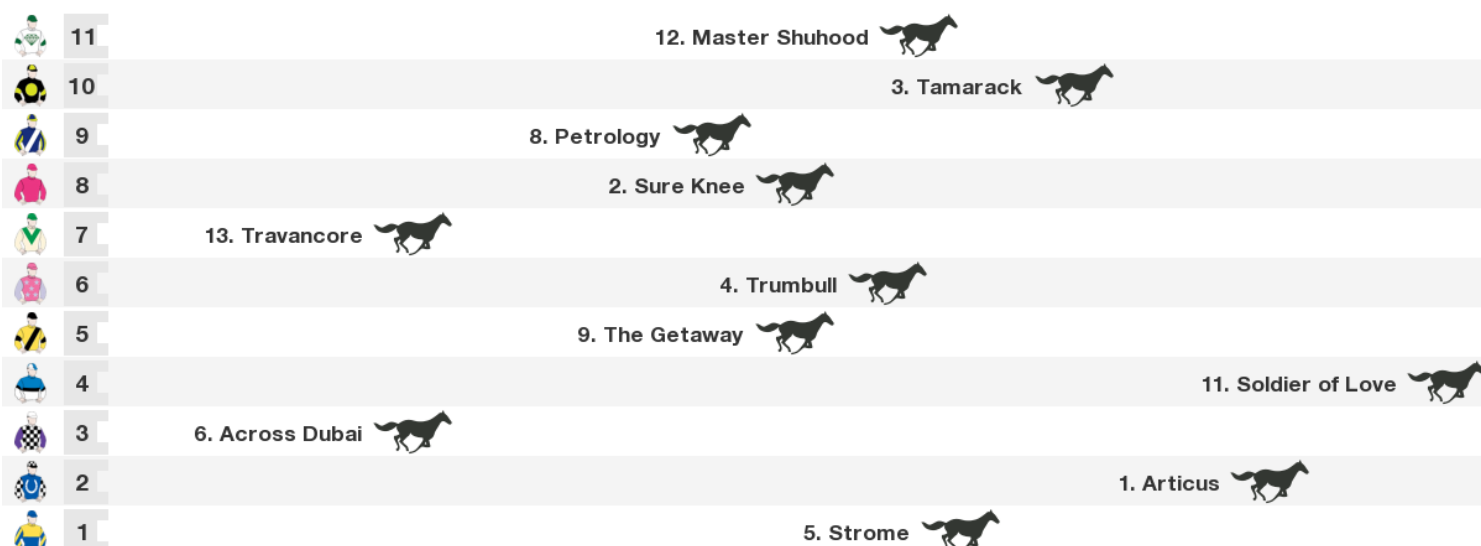 11 12. Master Shuhood
10 3. Tamarack
9 8. Petrology
8 2. Sure Knee
7 13. Travancore
6 4. Trumbull
5 9. The Getaway
4 11. Soldier of Love
3 6. Across Dubai
2 1. Articus
1 5. Strome